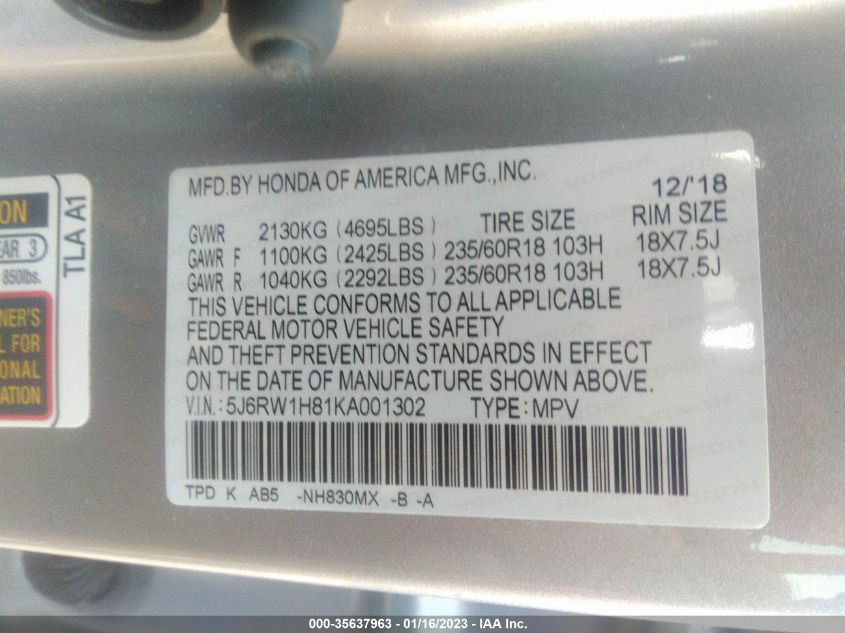 MFD.BY HONDA OF AMERICA MFG.,INC.
12/'18
GVWR 2130KG (4695LBS) TIRE SIZE RIM SIZE
GAWR F 1100KG (2425LBS) 235/60R18 103H 18X7.5J
GAWR R 1040KG (2292LBS) 235/60R18 103H 18X7.5J
THIS VEHICLE CONFORMS TO ALL APPLICABLE
FEDERAL MOTOR VEHICLE SAFETY
AND THEFT PREVENTION STANDARDS IN EFFECT
ON THE DATE OF MANUFACTURE SHOWN ABOVE.
V.I.N.: 5J6RW1H81KA001302 TYPE: MPV
TPD K AB5 -NH830MX -B -A
TLA A1
ON
EAR 3
850lbs.
NER'S
L FOR
ONAL
ATION
000-35637963 - 01/16/2023 - IAA Inc.